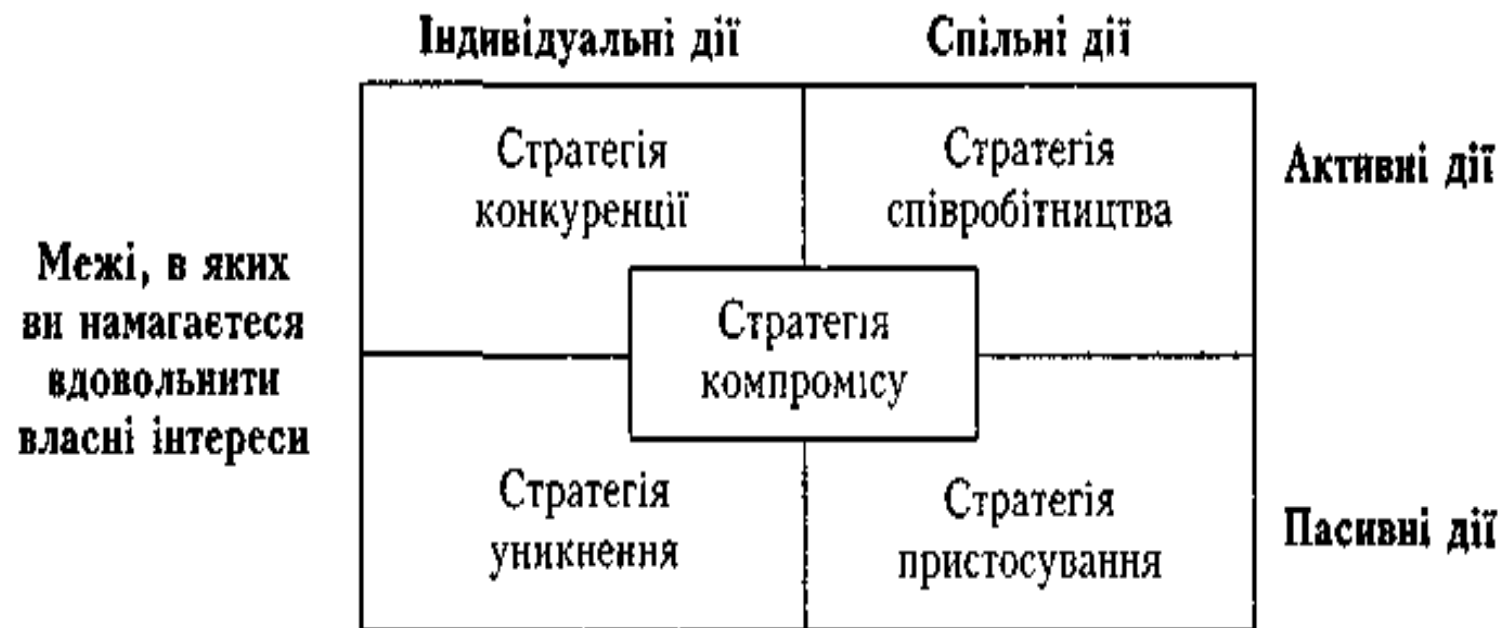 Індивідуальні дії
Спільні дії
Стратегія
конкуренції
Стратегія
співробітництва
Активні дії
Межі, в яких
ви намагаєтеся
вдовольнити
власні інтереси
Стратегія
компромісу
Стратегія
уникнення
Стратегія
пристосування
Пасивні дії